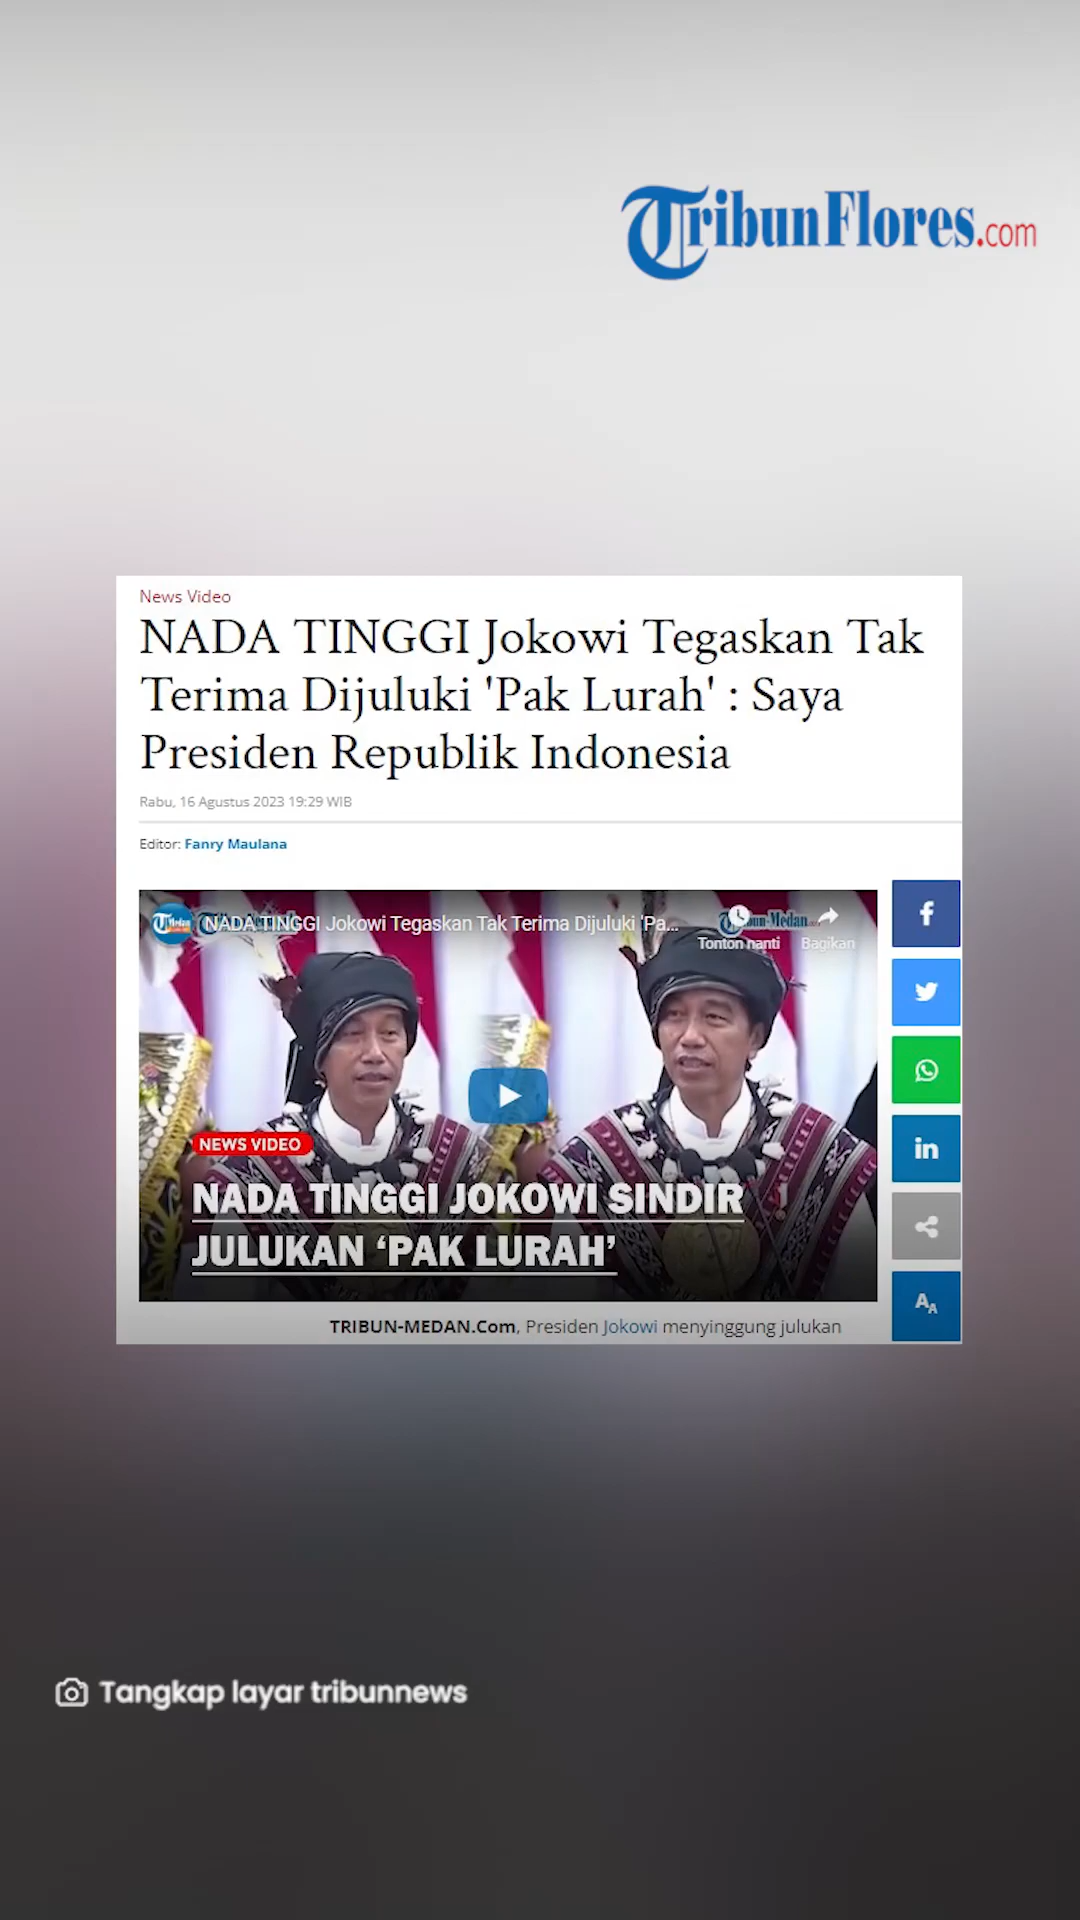 TribunFlores.com
News Video
NADA TINGGI Jokowi Tegaskan Tak
Terima Dijuluki 'Pak Lurah' : Saya
Presiden Republik Indonesia
Rabu, 16 Agustus 2023 19:29 WIB
Editor: Fanry Maulana
NADA TINGGI Jokowi Tegaskan Tak Terima Dijuluki 'Pa...
Tonton nanti
Bagikan
NEWS VIDEO
NADA TINGGI JOKOWI SINDIR
JULUKAN ‘PAK LURAH’
TRIBUN-MEDAN.Com, Presiden Jokowi menyinggung julukan
Tangkap layar tribunnews